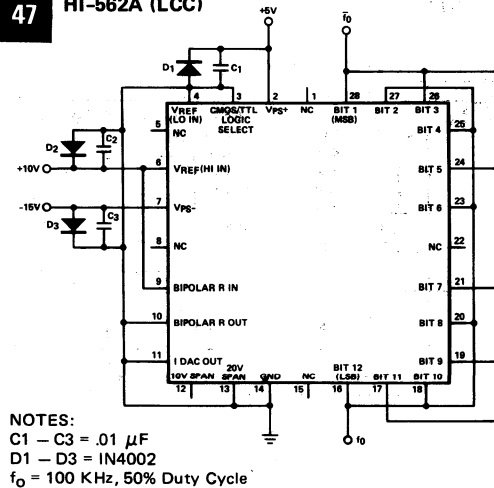 47
HI-562A (LCC)
+5V
f̄o
D1
C1
4
3
2
1
28
27
26
VREF
(LO IN)
CMOS/TTL
LOGIC
SELECT
VPS+
NC
BIT 1
(MSB)
BIT 2
BIT 3
5
NC
BIT 4
25
D2
C2
+10V
6
VREF(HI IN)
BIT 5
24
-15V
7
VPS-
BIT 6
23
D3
C3
8
NC
NC
22
9
BIPOLAR R IN
BIT 7
21
10
BIPOLAR R OUT
BIT 8
20
11
I DAC OUT
BIT 9
19
10V SPAN
20V
SPAN
GND
NC
BIT 12
(LSB)
BIT 11
BIT 10
12
13
14
15
16
17
18
fo
NOTES:
C1 – C3 = .01 µF
D1 – D3 = IN4002
fo = 100 KHz, 50% Duty Cycle